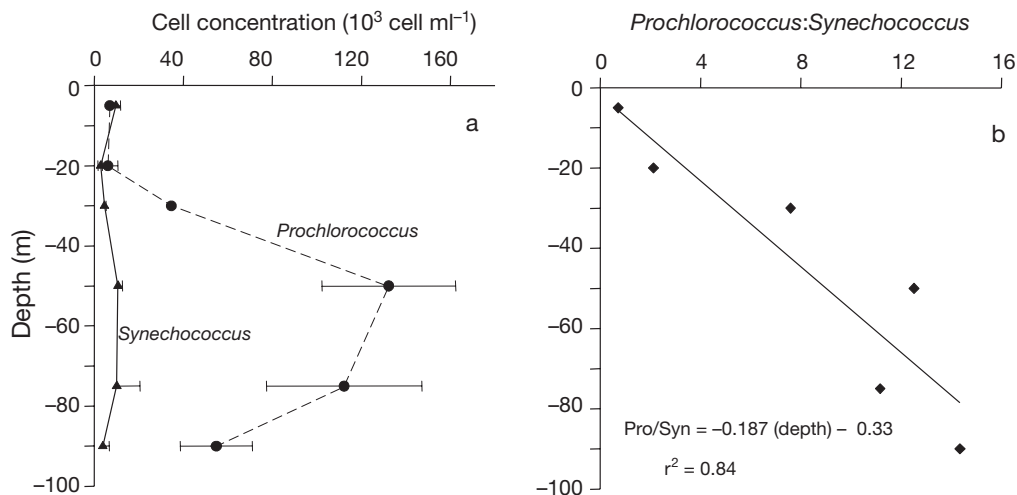 Cell concentration (10³ cell ml⁻¹)
0 40 120 160
0
−20
−40
−60
−80
−100
Depth (m)
a
Prochlorococcus
Synechococcus
Prochlorococcus:Synechococcus
0 4 8 12 16
0
−20
−40
−60
−80
−100
b
Pro/Syn = −0.187 (depth) − 0.33
r² = 0.84